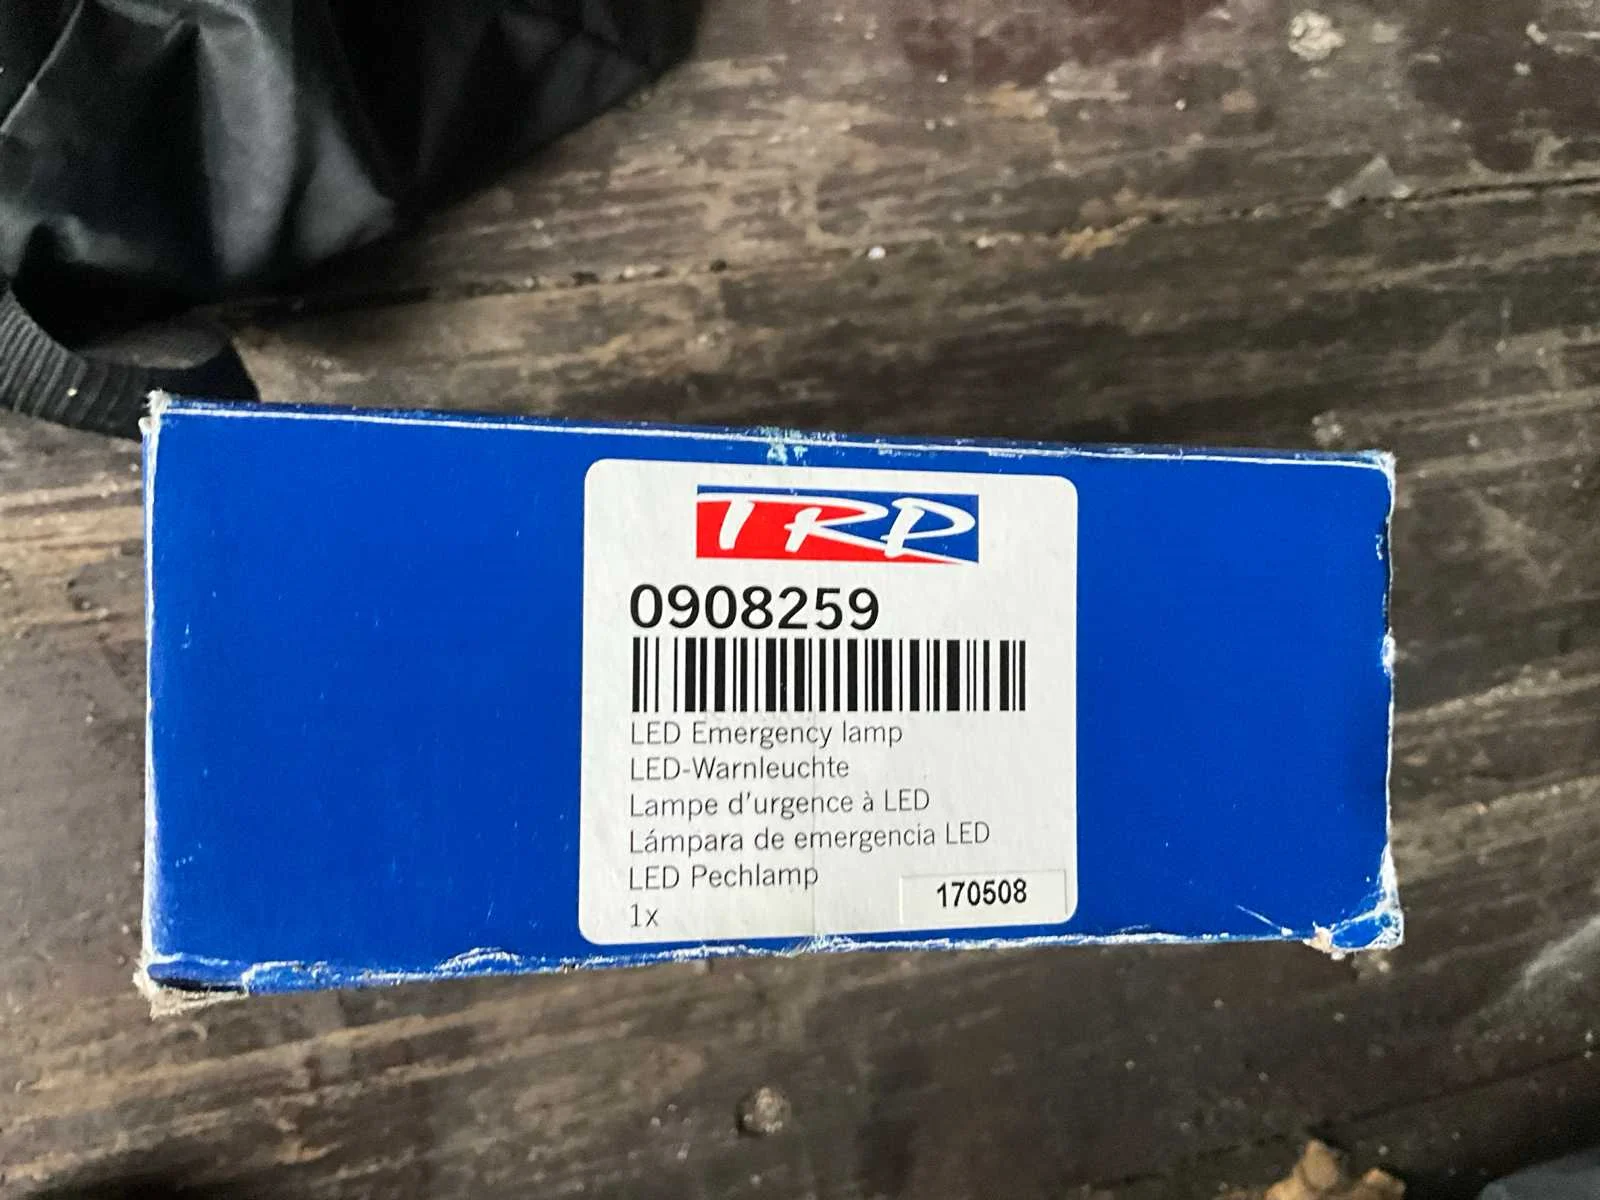 TRP
0908259
LED Emergency lamp
LED-Warnleuchte
Lampe d'urgence à LED
Lámpara de emergencia LED
LED Pechlamp
1x
170508